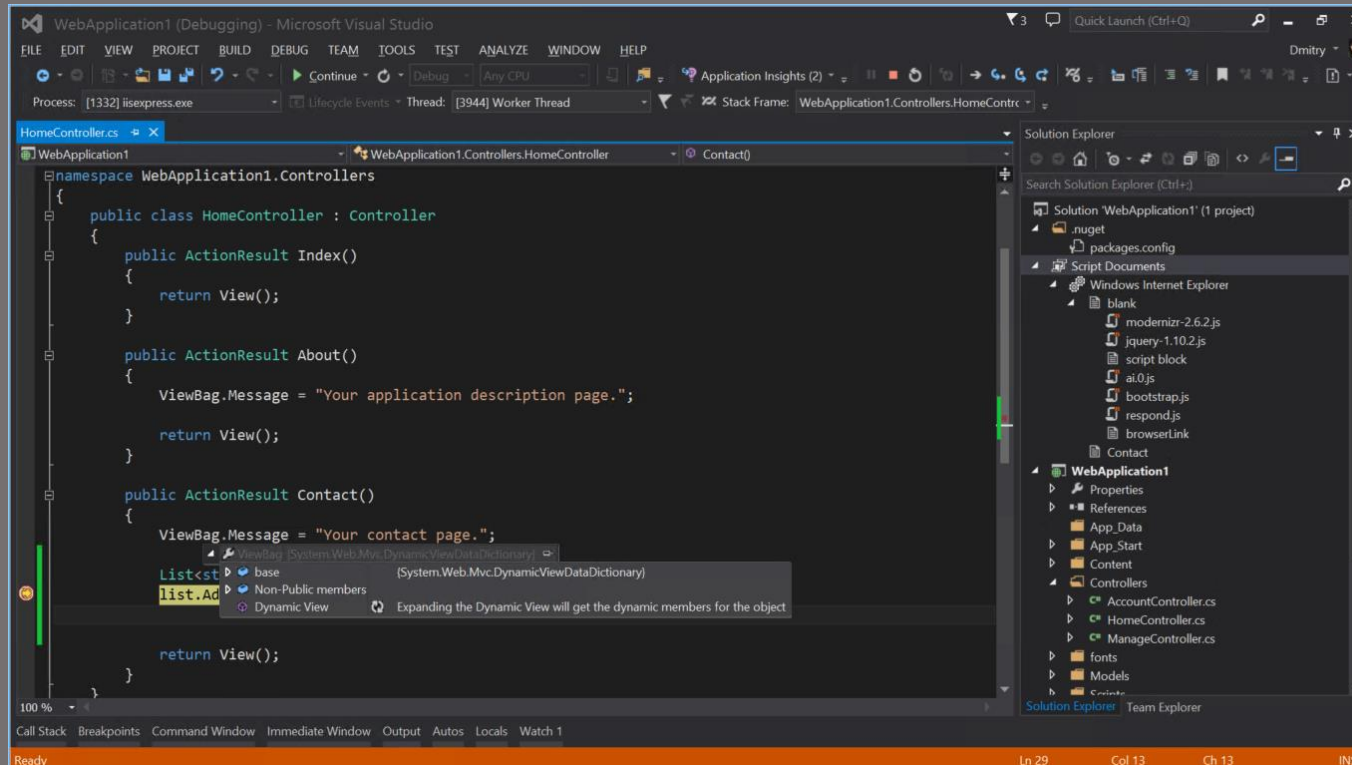 WebApplication1 (Debugging) - Microsoft Visual Studio
3
Quick Launch (Ctrl+Q)
FILE EDIT VIEW PROJECT BUILD DEBUG TEAM TOOLS TEST ANALYZE WINDOW HELP
Dmitry
Continue Debug Any CPU Application Insights (2)
Process: [1332] iisexpress.exe Lifecycle Events Thread: [3944] Worker Thread Stack Frame: WebApplication1.Controllers.HomeContrc
HomeController.cs
WebApplication1 WebApplication1.Controllers.HomeController Contact()
namespace WebApplication1.Controllers
{
public class HomeController : Controller
{
public ActionResult Index()
{
return View();
}
public ActionResult About()
{
ViewBag.Message = "Your application description page.";
return View();
}
public ActionResult Contact()
{
ViewBag.Message = "Your contact page.";
ViewBag {System.Web.Mvc.DynamicViewDataDictionary}
List<st
base {System.Web.Mvc.DynamicViewDataDictionary}
list.Ad
Non-Public members
Dynamic View Expanding the Dynamic View will get the dynamic members for the object
return View();
}
}
100 %
Solution Explorer
Search Solution Explorer (Ctrl+;)
Solution 'WebApplication1' (1 project)
.nuget
packages.config
Script Documents
Windows Internet Explorer
blank
modernizr-2.6.2.js
jquery-1.10.2.js
script block
ai.0.js
bootstrap.js
respond.js
browserLink
Contact
WebApplication1
Properties
References
App_Data
App_Start
Content
Controllers
AccountController.cs
HomeController.cs
ManageController.cs
fonts
Models
Scripts
Solution Explorer Team Explorer
Call Stack Breakpoints Command Window Immediate Window Output Autos Locals Watch 1
Ready Ln 29 Col 13 Ch 13 INS